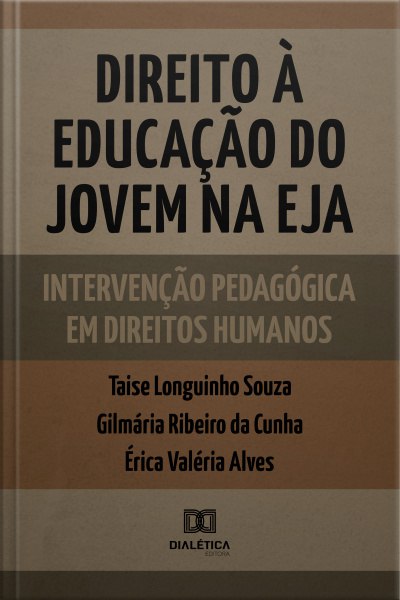 DIREITO À
EDUCAÇÃO DO
JOVEM NA EJA
INTERVENÇÃO PEDAGÓGICA
EM DIREITOS HUMANOS
Taise Longuinho Souza
Gilmária Ribeiro da Cunha
Érica Valéria Alves
DIALÉTICA
EDITORA